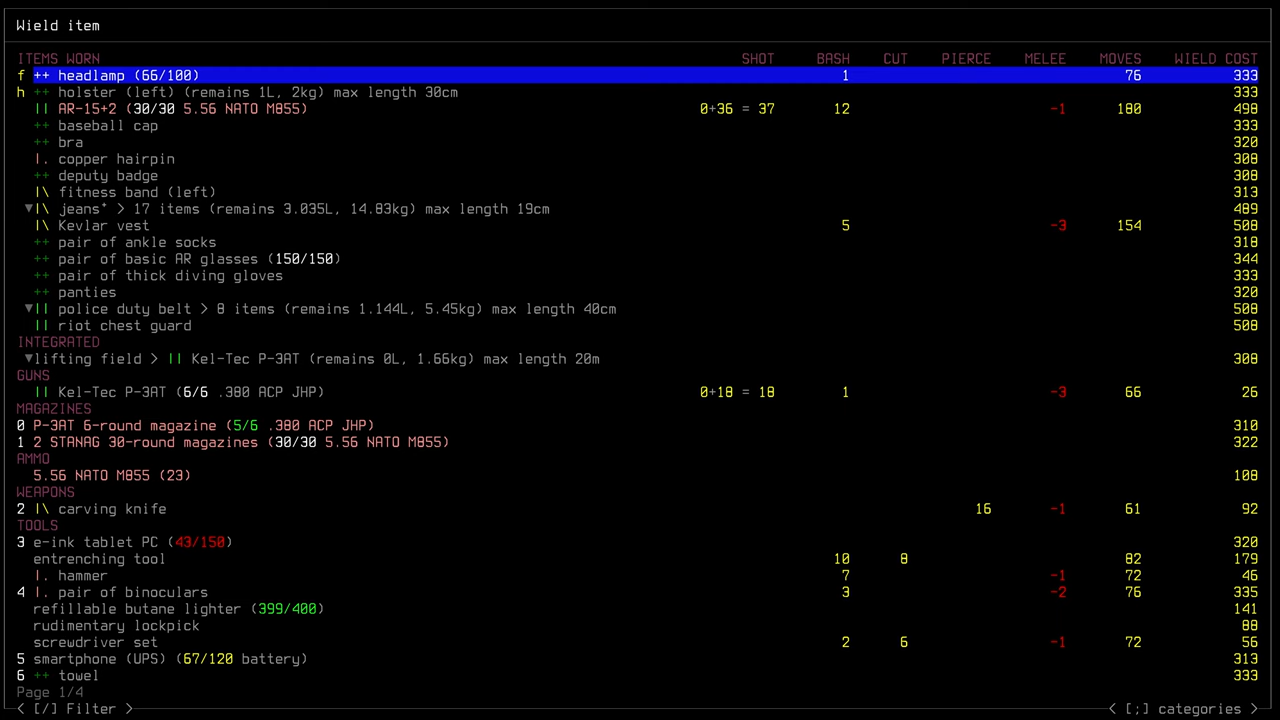 Wield item
ITEMS WORN SHOT BASH CUT PIERCE MELEE MOVES WIELD COST
f ++ headlamp (66/100) 1 76 333
h ++ holster (left) (remains 1L, 2kg) max length 30cm 333
|| AR-15+2 (30/30 5.56 NATO M855) 0+36 = 37 12 -1 180 498
++ baseball cap 333
++ bra 320
|. copper hairpin 308
++ deputy badge 308
|\ fitness band (left) 313
▼|\ jeans* > 17 items (remains 3.035L, 14.83kg) max length 19cm 489
|\ Kevlar vest 5 -3 154 508
++ pair of ankle socks 318
++ pair of basic AR glasses (150/150) 344
++ pair of thick diving gloves 333
++ panties 320
▼|| police duty belt > 8 items (remains 1.144L, 5.45kg) max length 40cm 508
|| riot chest guard 508
INTEGRATED
▼lifting field > || Kel-Tec P-3AT (remains 0L, 1.66kg) max length 20m 308
GUNS
|| Kel-Tec P-3AT (6/6 .380 ACP JHP) 0+18 = 18 1 -3 66 26
MAGAZINES
0 P-3AT 6-round magazine (5/6 .380 ACP JHP) 310
1 2 STANAG 30-round magazines (30/30 5.56 NATO M855) 322
AMMO
5.56 NATO M855 (23) 108
WEAPONS
2 |\ carving knife 16 -1 61 92
TOOLS
3 e-ink tablet PC (43/150) 320
entrenching tool 10 8 82 179
|. hammer 7 -1 72 46
4 |. pair of binoculars 3 -2 76 335
refillable butane lighter (399/400) 141
rudimentary lockpick 88
screwdriver set 2 6 -1 72 56
5 smartphone (UPS) (67/120 battery) 313
6 ++ towel 333
Page 1/4
< [/] Filter > < [;] categories >